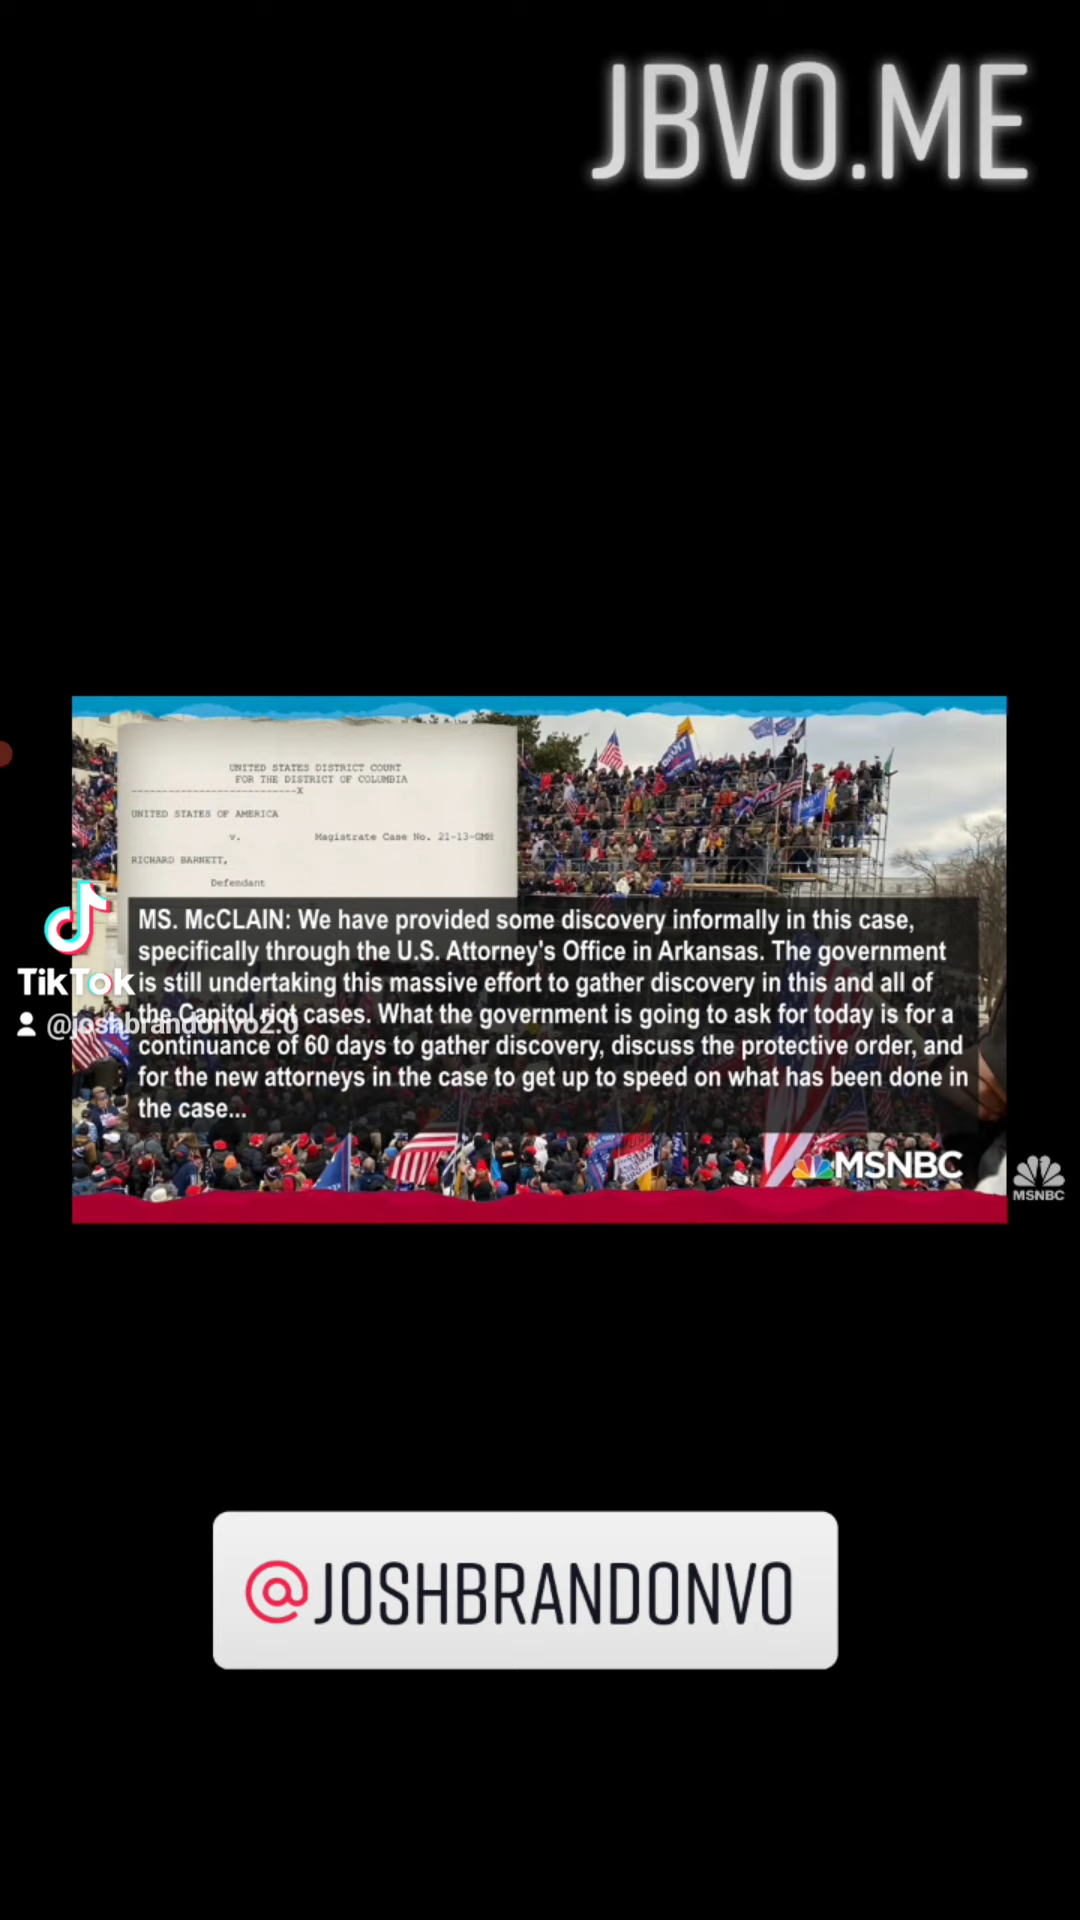 JBVO.ME
UNITED STATES DISTRICT COURT
FOR THE DISTRICT OF COLUMBIA
---------------------------X
UNITED STATES OF AMERICA
v. Magistrate Case No. 21-13-GMH
RICHARD BARNETT,
Defendant
MS. McCLAIN: We have provided some discovery informally in this case,
specifically through the U.S. Attorney's Office in Arkansas. The government
is still undertaking this massive effort to gather discovery in this and all of
the Capitol riot cases. What the government is going to ask for today is for a
continuance of 60 days to gather discovery, discuss the protective order, and
for the new attorneys in the case to get up to speed on what has been done in
the case...
TikTok
@joshbrandonvo2.0
MSNBC
MSNBC
@JOSHBRANDONVO